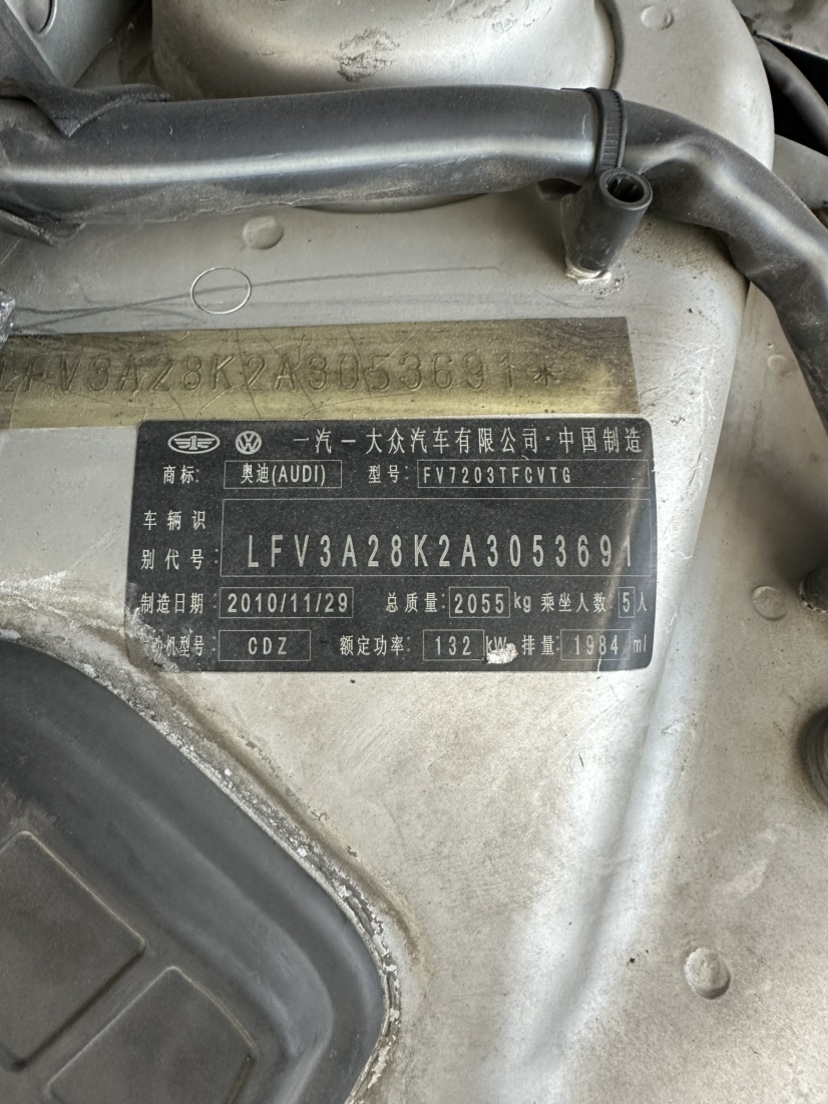 LFV3A28K2A3053691*
一汽一大众汽车有限公司·中国制造
商标: 奥迪(AUDI) 型号: FV7203TFCVTG
车辆识
别代号: LFV3A28K2A3053691
制造日期: 2010/11/29 总质量: 2055 kg 乘坐人数: 5 人
动机型号: CDZ 额定功率: 132 kW 排量: 1984 ml